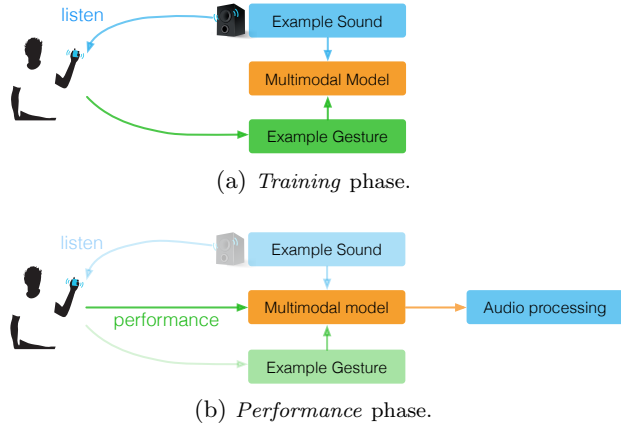 listen
Example Sound
Multimodal Model
Example Gesture
(a) Training phase.
listen
Example Sound
performance
Multimodal model
Audio processing
Example Gesture
(b) Performance phase.